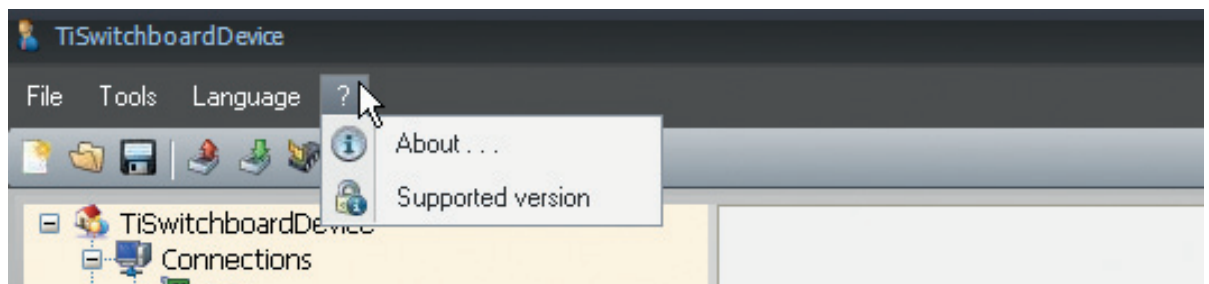 TiSwitchboardDevice
File Tools Language ?
About . . .
Supported version
TiSwitchboardDevice
Connections